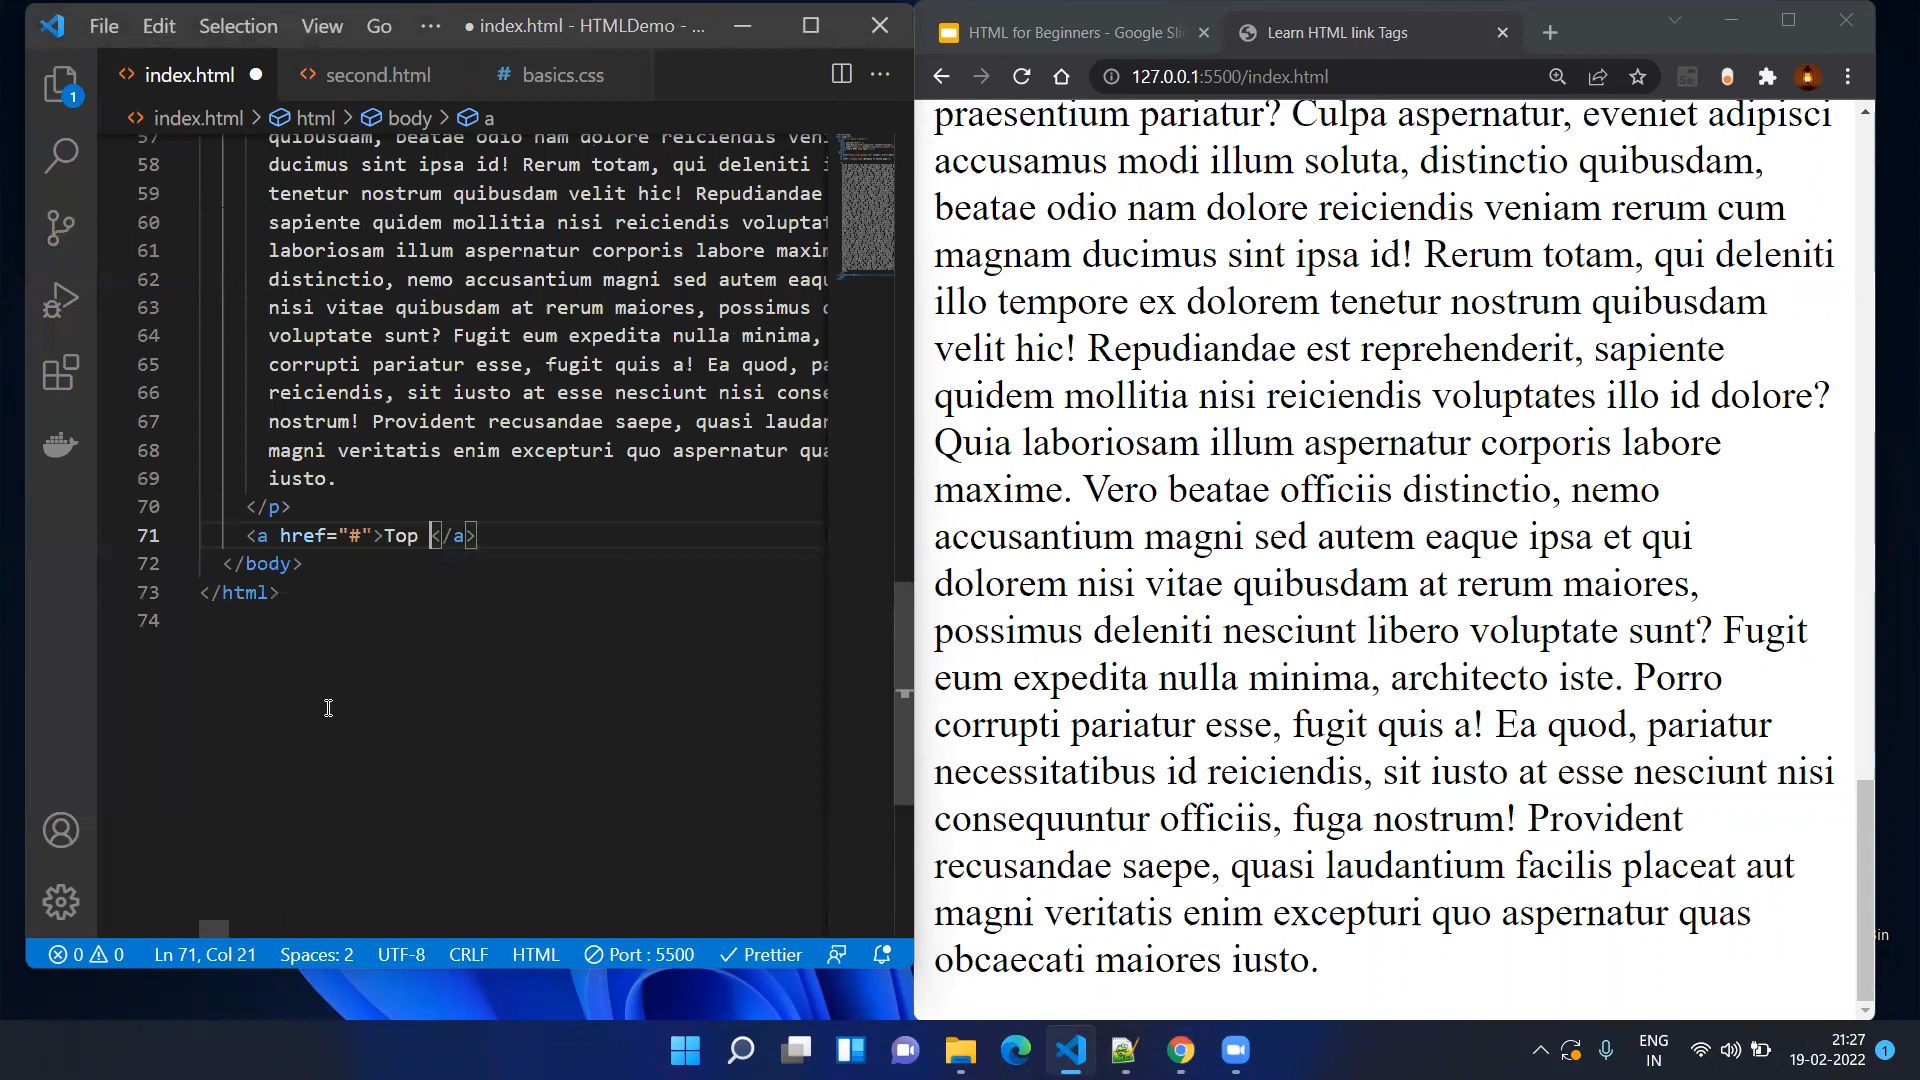 File Edit Selection View Go ··· ● index.html - HTMLDemo - ...
index.html ● second.html # basics.css ···
index.html > html > body > a
57 quibusdam, beatae odio nam dolore reiciendis veni
58 ducimus sint ipsa id! Rerum totam, qui deleniti i
59 tenetur nostrum quibusdam velit hic! Repudiandae
60 sapiente quidem mollitia nisi reiciendis voluptat
61 laboriosam illum aspernatur corporis labore maxim
62 distinctio, nemo accusantium magni sed autem eaqu
63 nisi vitae quibusdam at rerum maiores, possimus d
64 voluptate sunt? Fugit eum expedita nulla minima,
65 corrupti pariatur esse, fugit quis a! Ea quod, pa
66 reiciendis, sit iusto at esse nesciunt nisi conse
67 nostrum! Provident recusandae saepe, quasi laudan
68 magni veritatis enim excepturi quo aspernatur qua
69 iusto.
70 </p>
71 <a href="#">Top </a>
72 </body>
73 </html>
74
1
0 0 Ln 71, Col 21 Spaces: 2 UTF-8 CRLF HTML Port : 5500 Prettier
HTML for Beginners - Google Sli Learn HTML link Tags
127.0.0.1:5500/index.html
praesentium pariatur? Culpa aspernatur, eveniet adipisci
accusamus modi illum soluta, distinctio quibusdam,
beatae odio nam dolore reiciendis veniam rerum cum
magnam ducimus sint ipsa id! Rerum totam, qui deleniti
illo tempore ex dolorem tenetur nostrum quibusdam
velit hic! Repudiandae est reprehenderit, sapiente
quidem mollitia nisi reiciendis voluptates illo id dolore?
Quia laboriosam illum aspernatur corporis labore
maxime. Vero beatae officiis distinctio, nemo
accusantium magni sed autem eaque ipsa et qui
dolorem nisi vitae quibusdam at rerum maiores,
possimus deleniti nesciunt libero voluptate sunt? Fugit
eum expedita nulla minima, architecto iste. Porro
corrupti pariatur esse, fugit quis a! Ea quod, pariatur
necessitatibus id reiciendis, sit iusto at esse nesciunt nisi
consequuntur officiis, fuga nostrum! Provident
recusandae saepe, quasi laudantium facilis placeat aut
magni veritatis enim excepturi quo aspernatur quas
obcaecati maiores iusto.
ENG
IN
21:27
19-02-2022
1